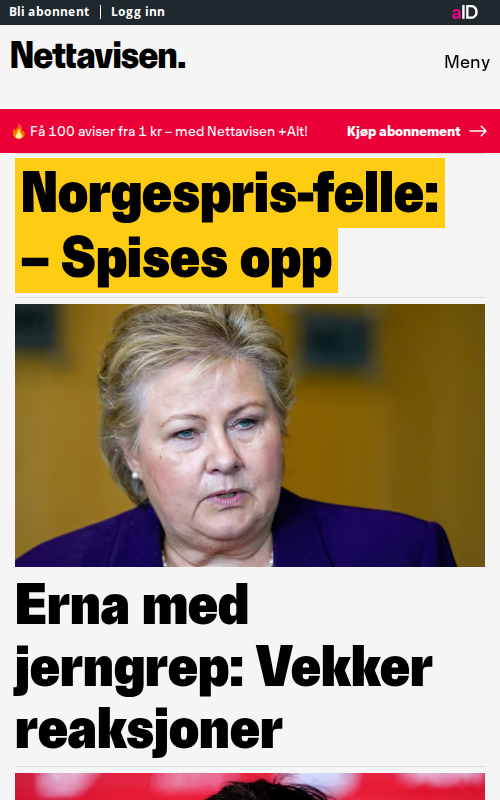 Bli abonnent | Logg inn
aID
Nettavisen.
Meny
🔥 Få 100 aviser fra 1 kr – med Nettavisen +Alt!
Kjøp abonnement →
Norgespris-felle:
– Spises opp
Erna med
jerngrep: Vekker
reaksjoner